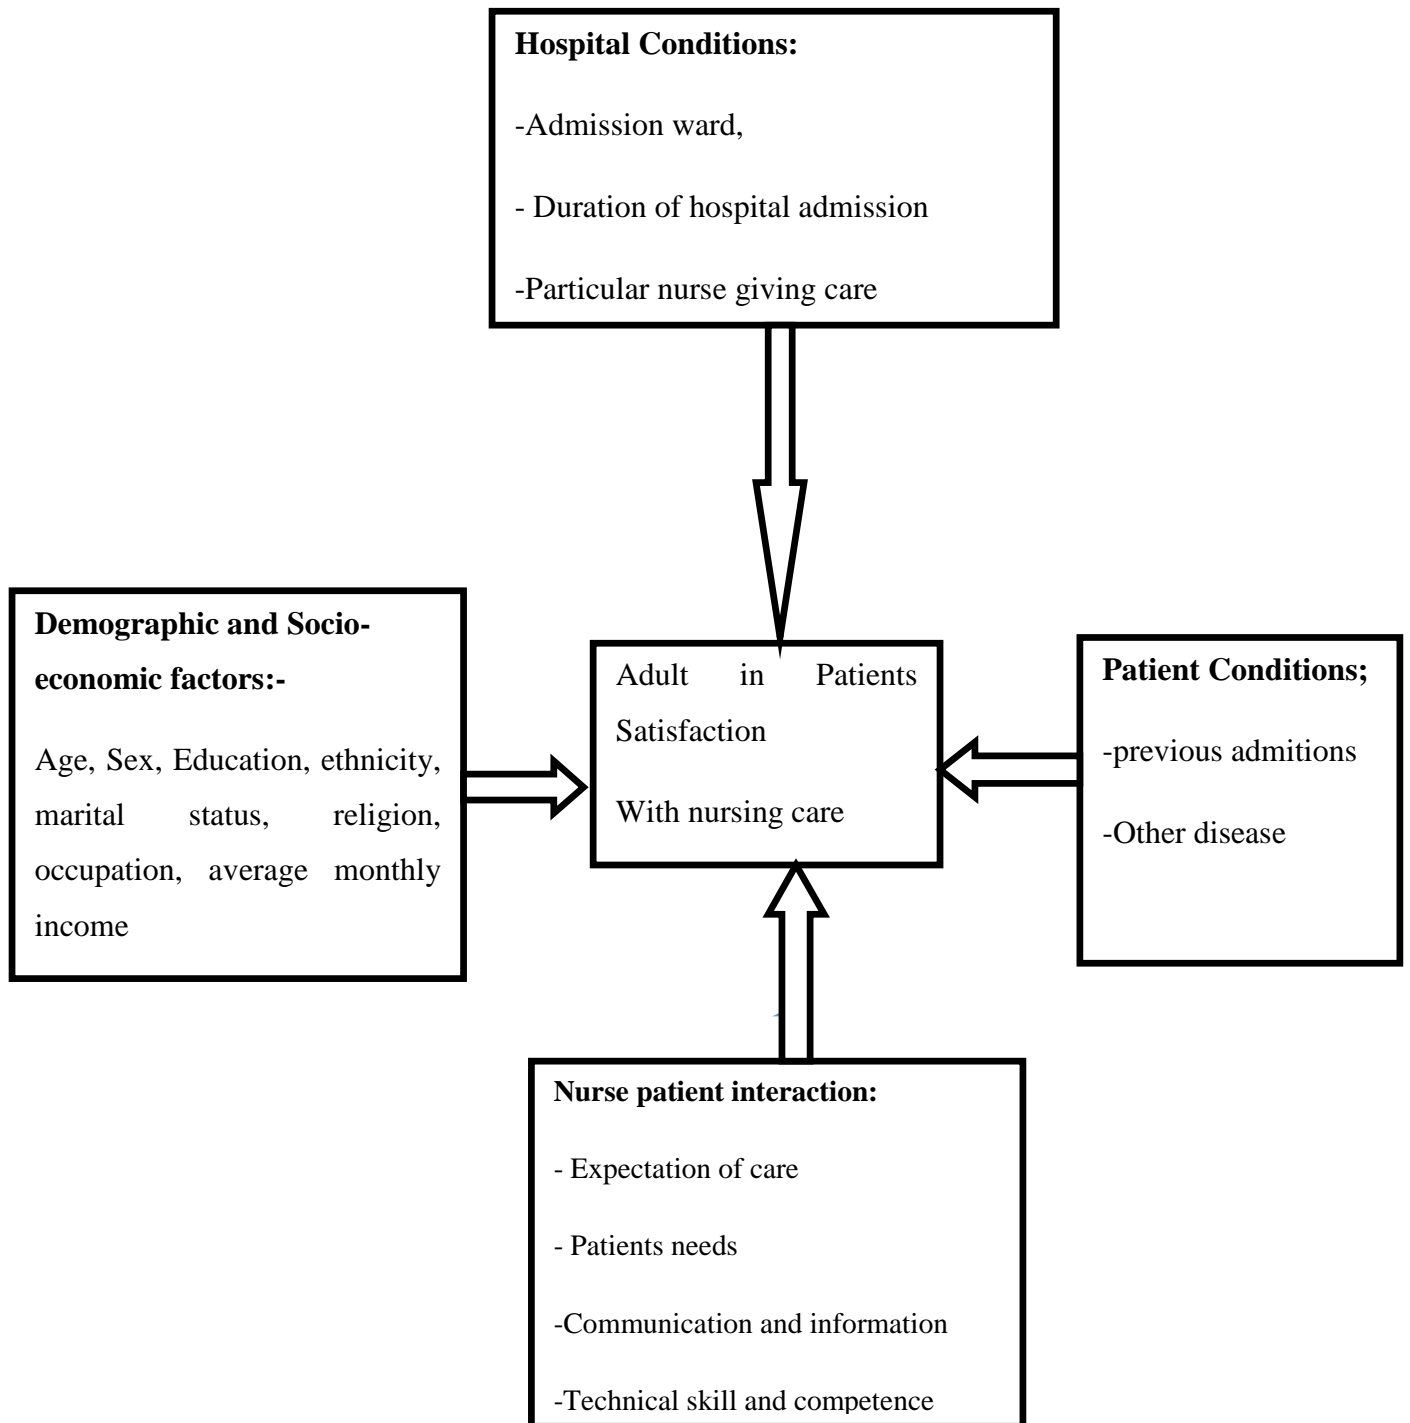 Hospital Conditions:
-Admission ward,
- Duration of hospital admission
-Particular nurse giving care
Demographic and Socio-
economic factors:-
Age, Sex, Education, ethnicity,
marital status, religion,
occupation, average monthly
income
Adult in Patients
Satisfaction
With nursing care
Patient Conditions;
-previous admitions
-Other disease
Nurse patient interaction:
- Expectation of care
- Patients needs
-Communication and information
-Technical skill and competence